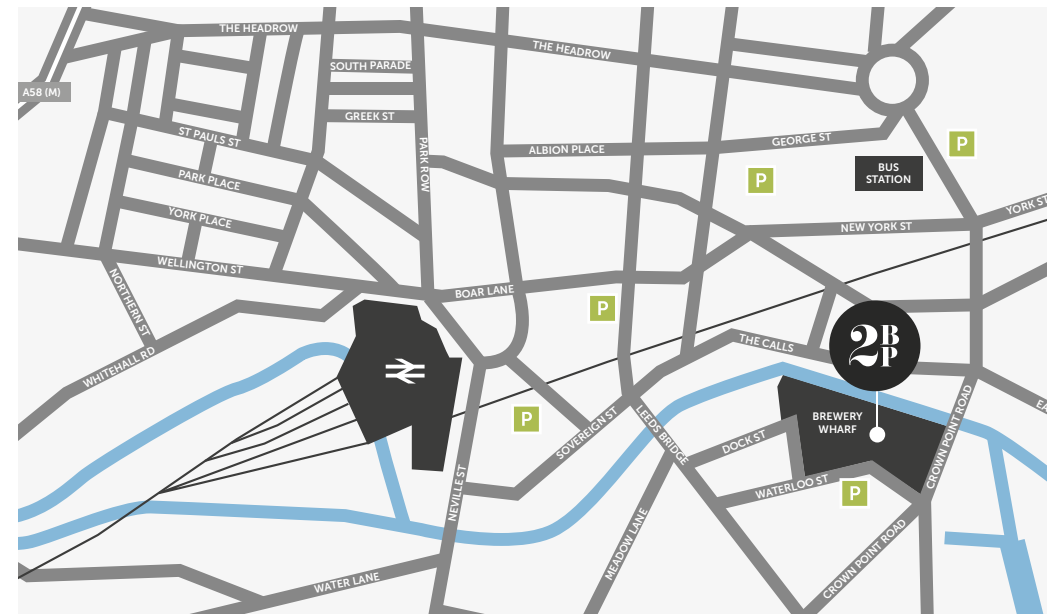 THE HEADROW
THE HEADROW
SOUTH PARADE
A58 (M)
GREEK ST
ST PAULS ST
PARK ROW
ALBION PLACE
GEORGE ST
P
P
BUS
STATION
PARK PLACE
YORK PLACE
YORK ST
NEW YORK ST
WELLINGTON ST
NORTHERN ST
BOAR LANE
P
THE CALLS
2BP
WHITEHALL RD
P
SOVEREIGN ST
LEEDS BRIDGE
DOCK ST
BREWERY
WHARF
CROWN POINT ROAD
EA
NEVILLE ST
WATERLOO ST
P
MEADOW LANE
CROWN POINT ROAD
WATER LANE